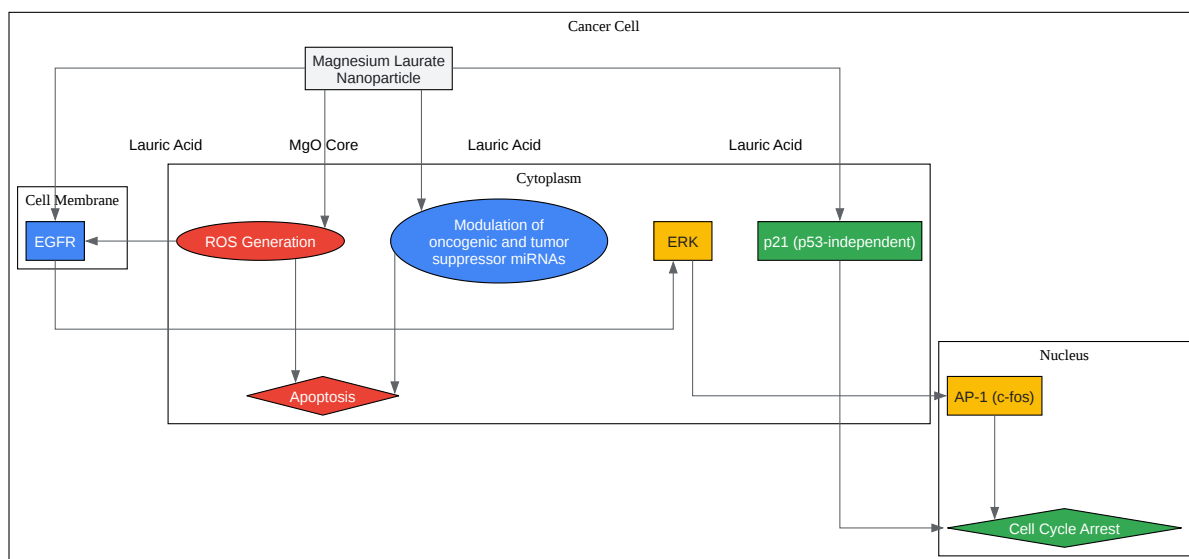 Cancer Cell
Magnesium Laurate
Nanoparticle
Lauric Acid
MgO Core
Lauric Acid
Lauric Acid
Cytoplasm
Cell Membrane
EGFR
ROS Generation
Modulation of
oncogenic and tumor
suppressor miRNAs
ERK
p21 (p53-independent)
Nucleus
Apoptosis
AP-1 (c-fos)
Cell Cycle Arrest